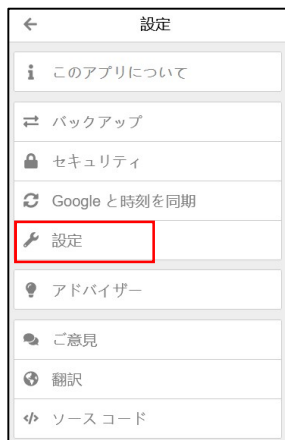 設定
このアプリについて
バックアップ
セキュリティ
Google と時刻を同期
設定
アドバイザー
ご意見
翻訳
ソース コード